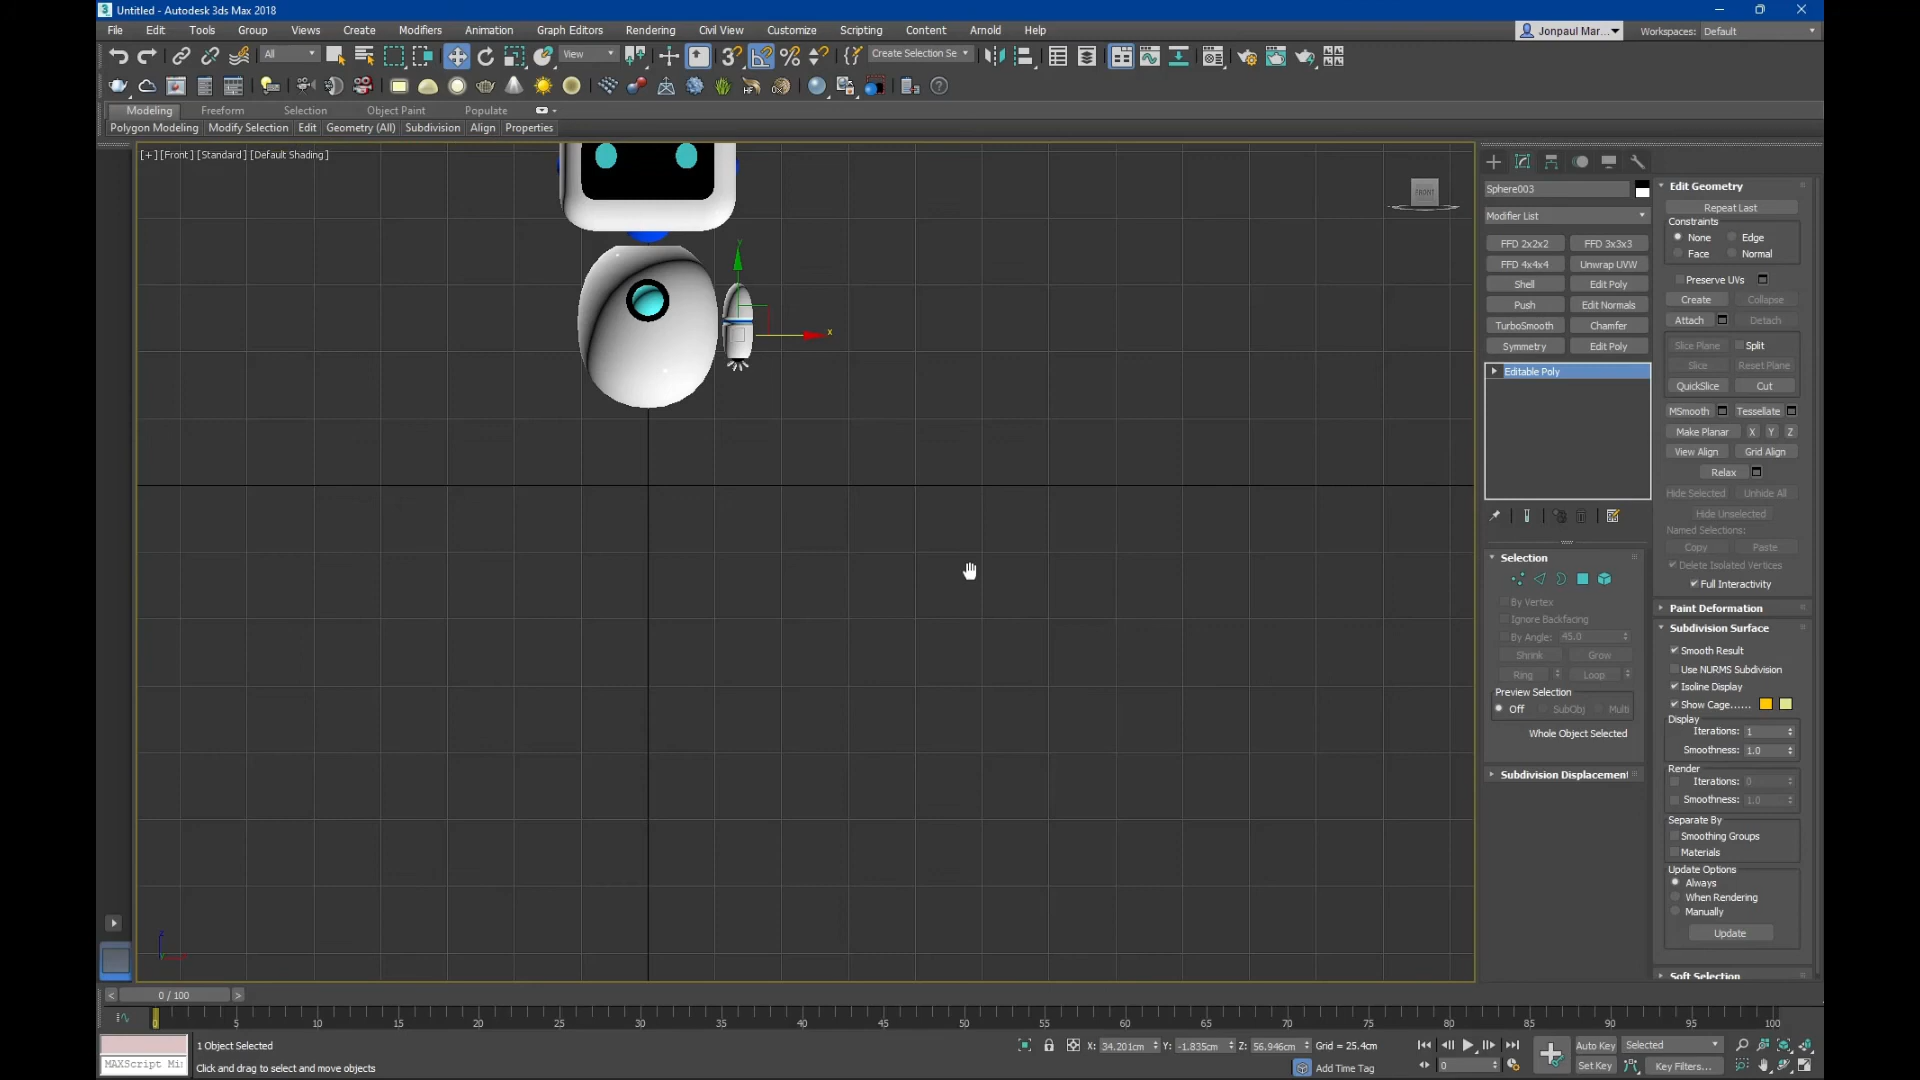 Untitled - Autodesk 3ds Max 2018
File Edit Tools Group Views Create Modifiers Animation Graph Editors Rendering Civil View Customize Scripting Content Arnold Help
Jonpaul Mar... Workspaces: Default
All View Create Selection Se
Modeling Freeform Selection Object Paint Populate
Polygon Modeling Modify Selection Edit Geometry (All) Subdivision Align Properties
[+] [Front] [Standard] [Default Shading]
FRONT
y
x
z
Sphere003
Modifier List
FFD 2x2x2 FFD 3x3x3
FFD 4x4x4 Unwrap UVW
Shell Edit Poly
Push Edit Normals
TurboSmooth Chamfer
Symmetry Edit Poly
Editable Poly
Selection
By Vertex
Ignore Backfacing
By Angle: 45.0
Shrink Grow
Ring Loop
Preview Selection
Off SubObj Multi
Whole Object Selected
Subdivision Displacement
Edit Geometry
Repeat Last
Constraints
None Edge
Face Normal
Preserve UVs
Create Collapse
Attach Detach
Slice Plane Split
Slice Reset Plane
QuickSlice Cut
MSmooth Tessellate
Make Planar X Y Z
View Align Grid Align
Relax
Hide Selected Unhide All
Hide Unselected
Named Selections:
Copy Paste
Delete Isolated Vertices
Full Interactivity
Paint Deformation
Subdivision Surface
Smooth Result
Use NURMS Subdivision
Isoline Display
Show Cage......
Display
Iterations: 1
Smoothness: 1.0
Render
Iterations: 0
Smoothness: 1.0
Separate By
Smoothing Groups
Materials
Update Options
Always
When Rendering
Manually
Update
Soft Selection
< 0 / 100 >
0 5 10 15 20 25 30 35 40 45 50 55 60 65 70 75 80 85 90 95 100
1 Object Selected X: 34.201cm Y: -1.835cm Z: 56.946cm Grid = 25.4cm Auto Key Selected
MAXScript Mi: Click and drag to select and move objects Add Time Tag 0 Set Key Key Filters...